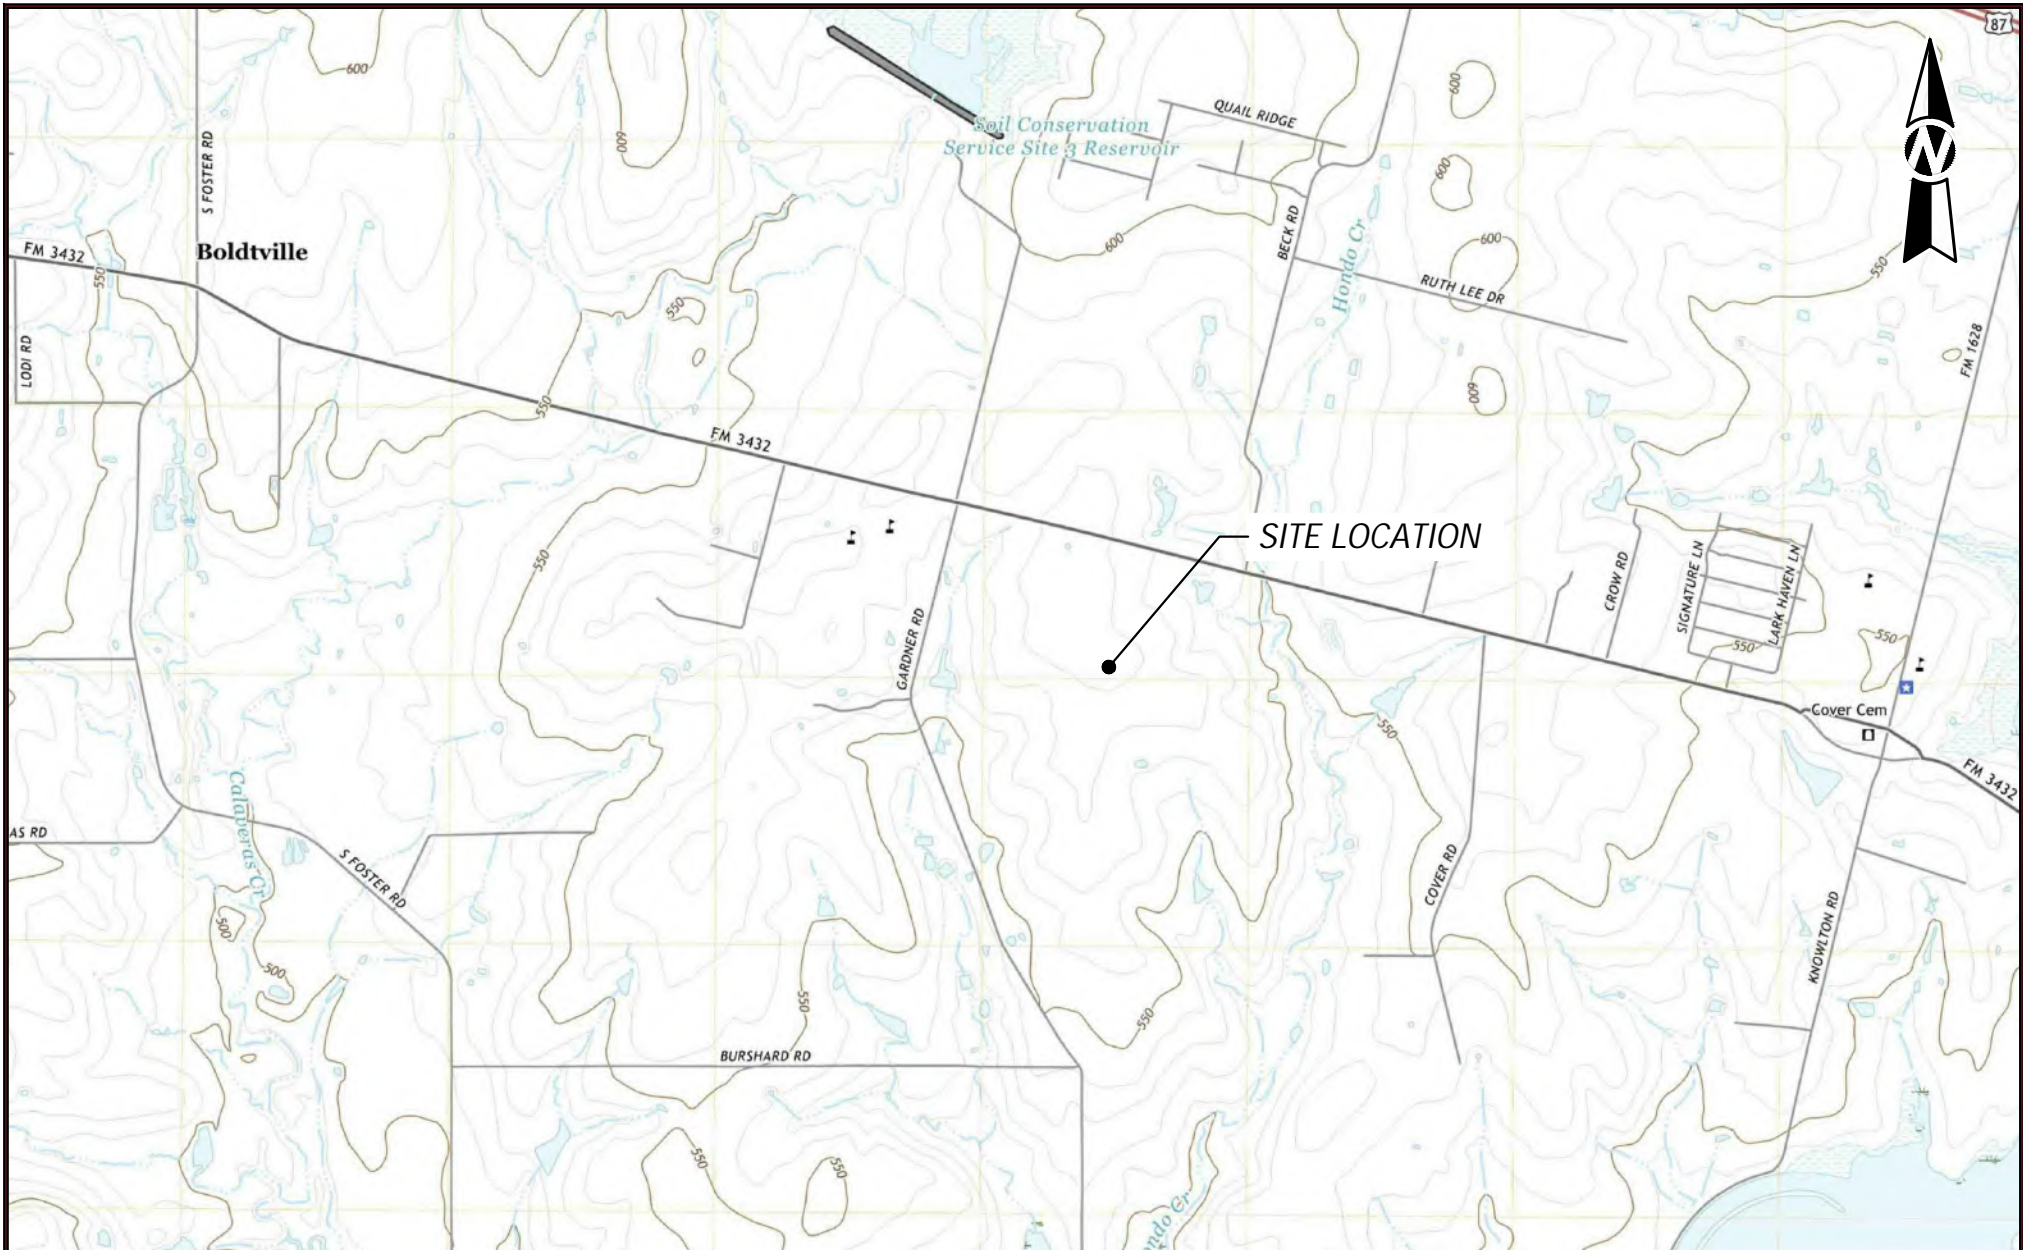 87
600
600
600
QUAIL RIDGE
Soil Conservation
Service Site 3 Reservoir
S FOSTER RD
N
600
BECK RD
Hondo Cr
600
600
FM 3432
Boldtville
550
550
550
RUTH LEE DR
FM 1628
LODI RD
600
550
FM 3432
SITE LOCATION
550
CROW RD
SIGNATURE LN
LARK HAVEN LN
GARDNER RD
550
550
Cover Cem
550
FM 3432
Calaveras Cr
AS RD
S FOSTER RD
COVER RD
500
500
KNOWLTON RD
550
550
BURSHARD RD
550
550
ondo Cr